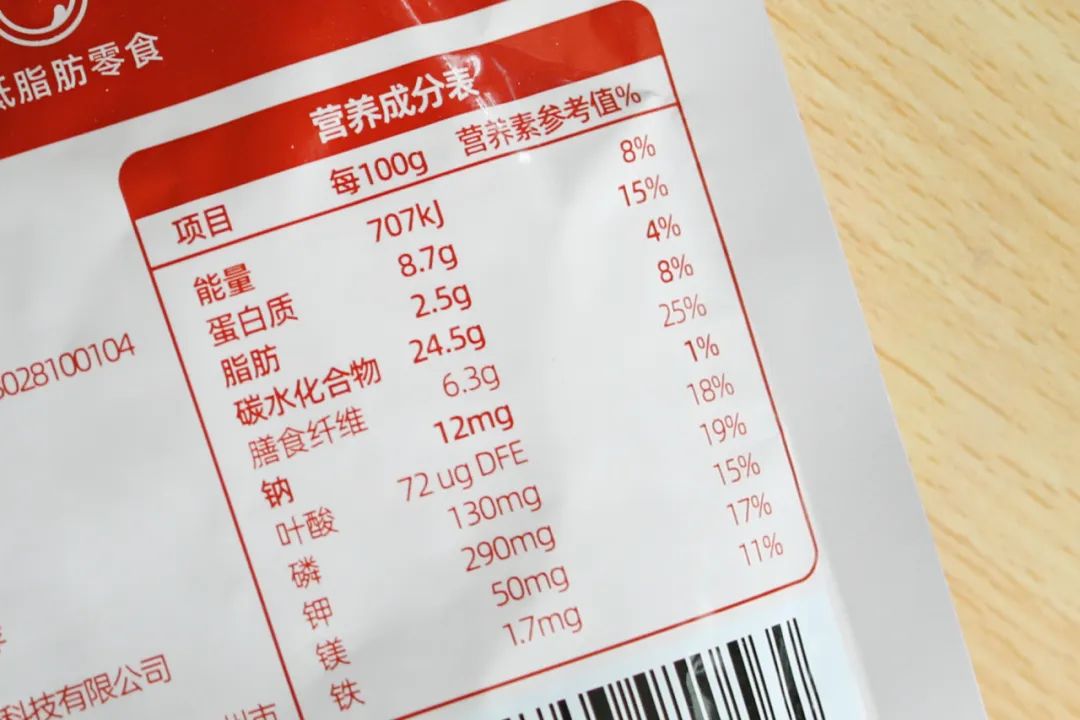 脂肪零食
营养成分表
项目 每100g 营养素参考值%
能量 707kJ 8%
蛋白质 8.7g 15%
脂肪 2.5g 4%
碳水化合物 24.5g 8%
膳食纤维 6.3g 25%
钠 12mg 1%
叶酸 72 ug DFE 18%
磷 130mg 19%
钾 290mg 15%
镁 50mg 17%
铁 1.7mg 11%
028100104
科技有限公司
州市